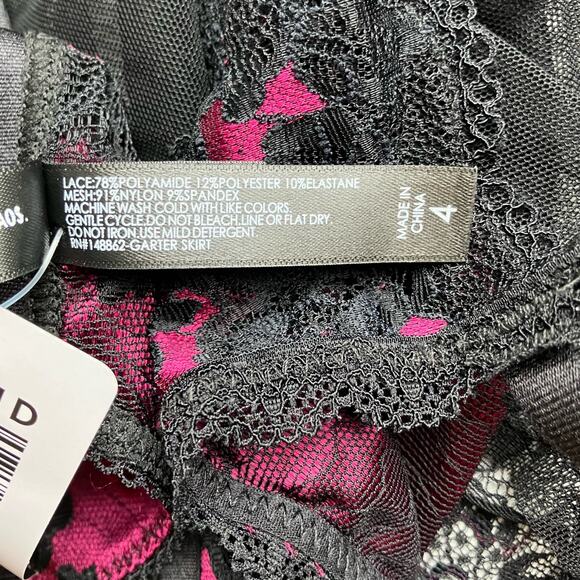 LACE:78%POLYAMIDE 12%POLYESTER 10%ELASTANE
MESH:91%NYLON 9%SPANDEX
MACHINE WASH COLD.WITH LIKE COLORS.
GENTLE CYCLE.DO NOT BLEACH.LINE OR FLAT DRY.
DO NOT IRON.USE MILD DETERGENT.
RN#148862-GARTER SKIRT
MADE IN
CHINA
4
D